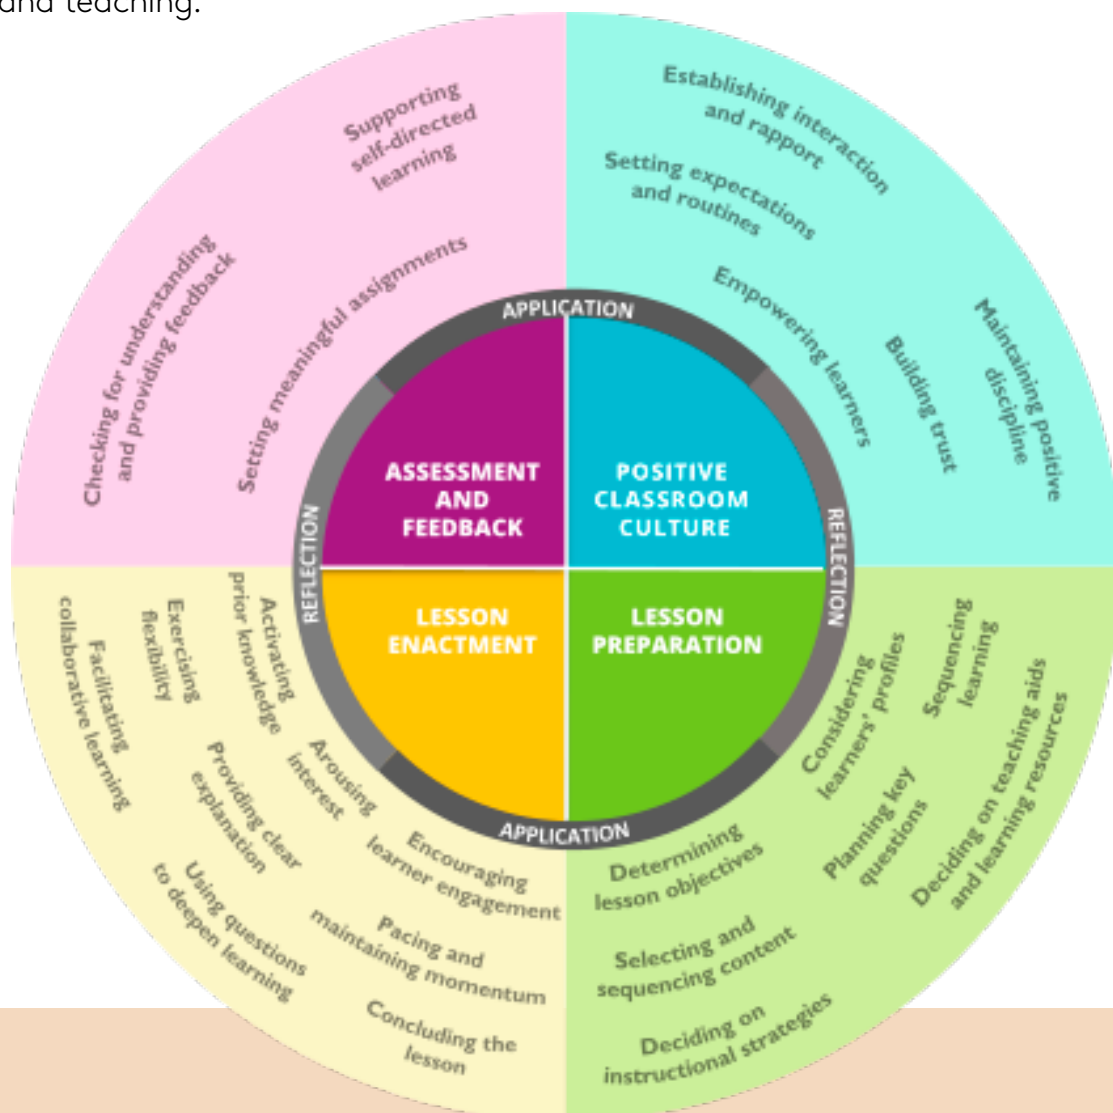 and teaching.
Supporting
self-directed
learning
Checking for understanding
and providing feedback
Setting meaningful assignments
Establishing interaction
and rapport
Setting expectations
and routines
Empowering learners
Building trust
Maintaining positive
discipline
APPLICATION
REFLECTION
REFLECTION
APPLICATION
ASSESSMENT
AND
FEEDBACK
POSITIVE
CLASSROOM
CULTURE
LESSON
ENACTMENT
LESSON
PREPARATION
Activating
prior knowledge
Exercising
flexibility
Facilitating
collaborative learning
Arousing
interest
Providing clear
explanation
Encouraging
learner engagement
Using questions
to deepen learning
Pacing and
maintaining momentum
Concluding the
lesson
Considering
learners' profiles
Sequencing
learning
Planning key
questions
Deciding on teaching aids
and learning resources
Determining
lesson objectives
Selecting and
sequencing content
Deciding on
instructional strategies